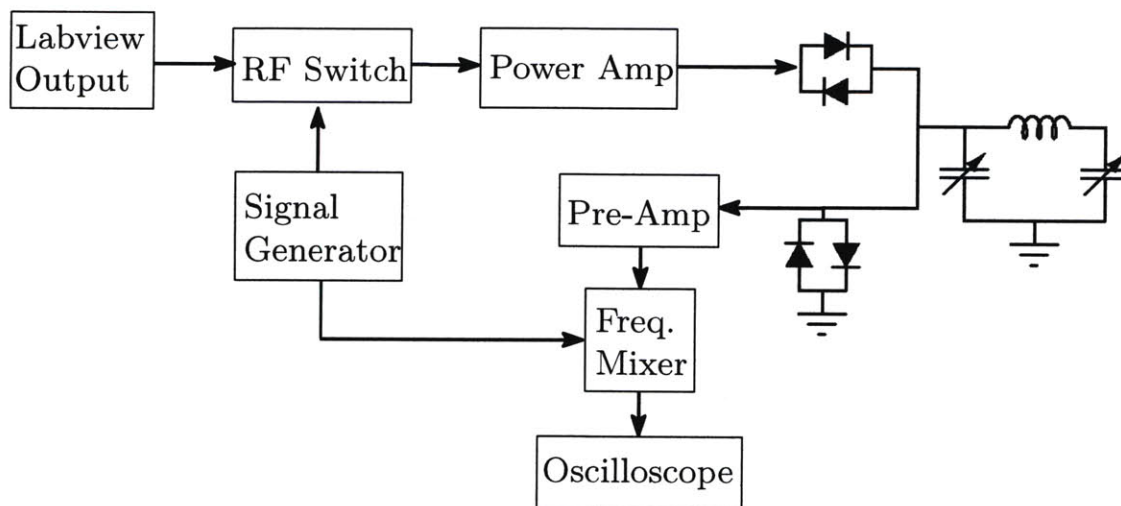 Labview
Output
RF Switch
Power Amp
Signal
Generator
Pre-Amp
Freq.
Mixer
Oscilloscope